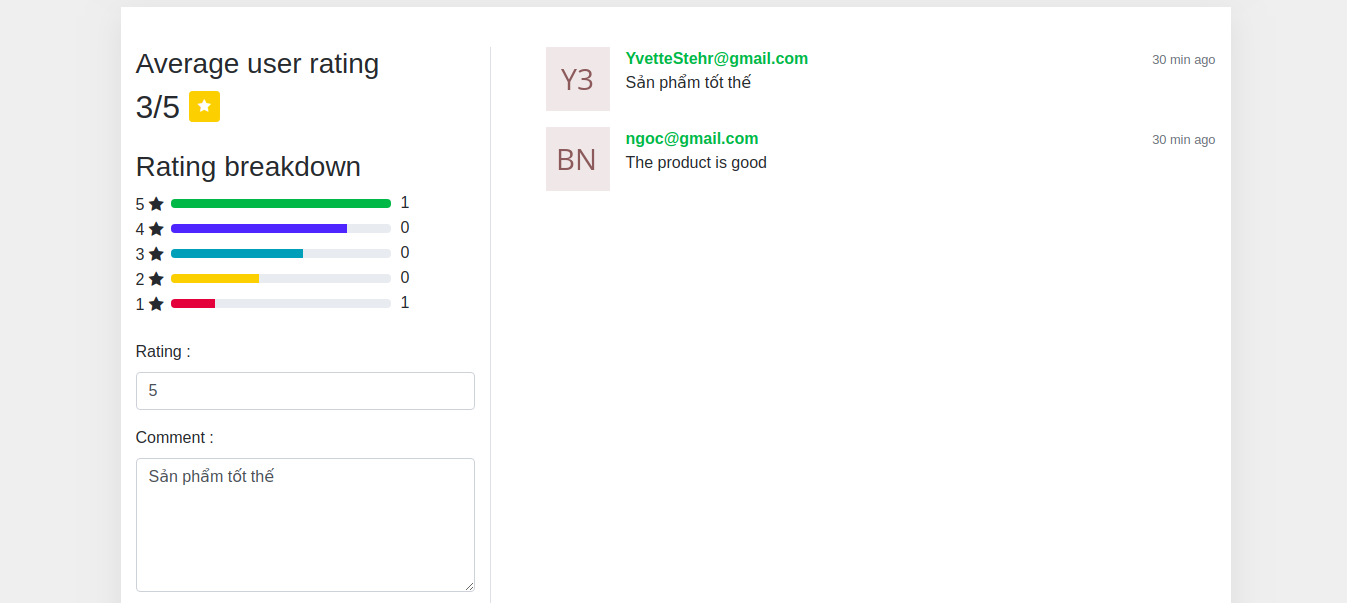 Average user rating
3/5
Rating breakdown
5 1
4 0
3 0
2 0
1 1
Rating :
5
Comment :
Sản phẩm tốt thế
Y3
YvetteStehr@gmail.com 30 min ago
Sản phẩm tốt thế
BN
ngoc@gmail.com 30 min ago
The product is good